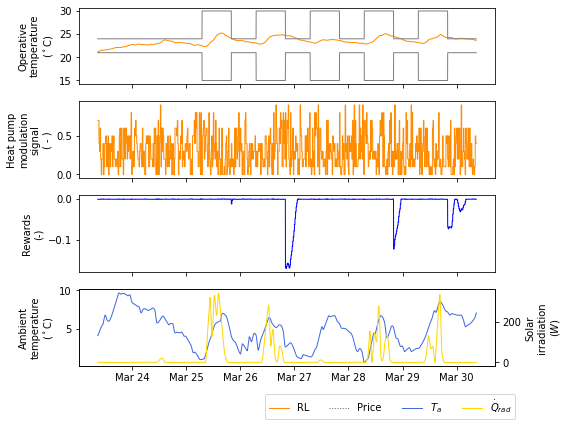 Operative
temperature
(°C)
30
25
20
15
Heat pump
modulation
signal
( - )
0.5
0.0
Rewards
(-)
0.0
−0.1
Ambient
temperature
(°C)
10
5
Solar
irradiation
(W)
200
0
Mar 24 Mar 25 Mar 26 Mar 27 Mar 28 Mar 29 Mar 30
RL Price Tₐ Q̇_rad